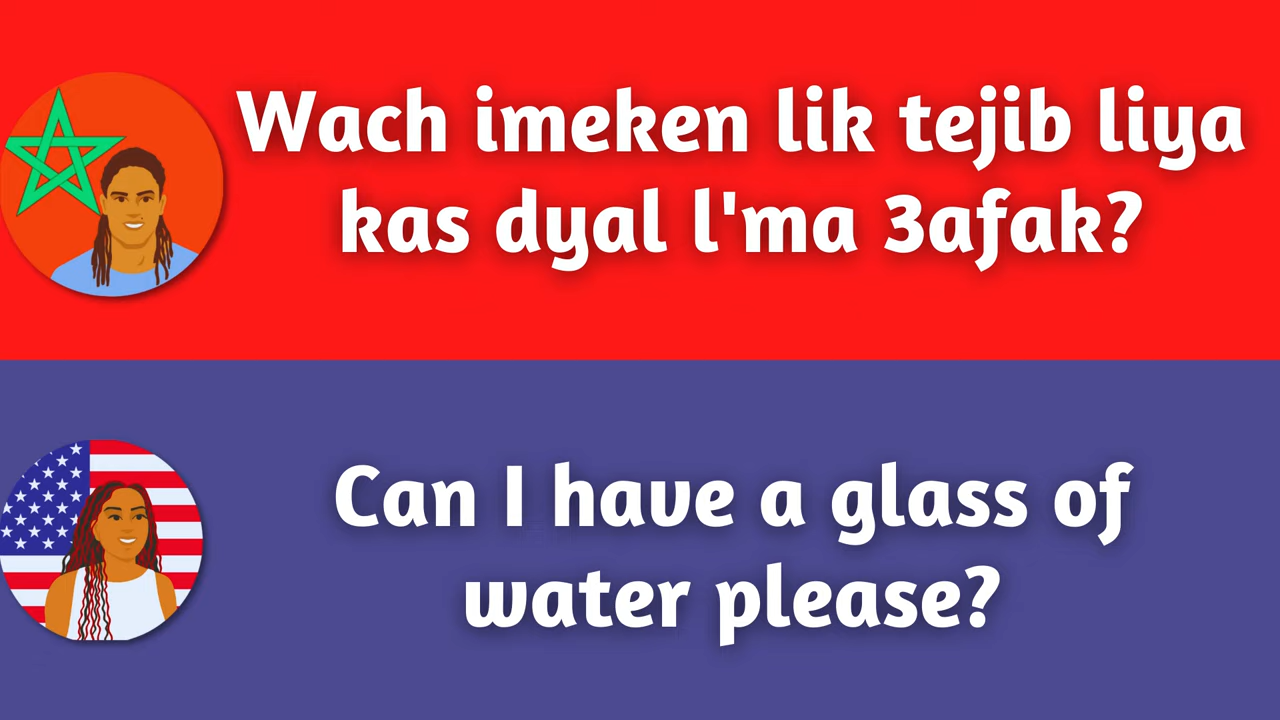 Wach imeken lik tejib liya
kas dyal l'ma 3afak?
Can I have a glass of
water please?